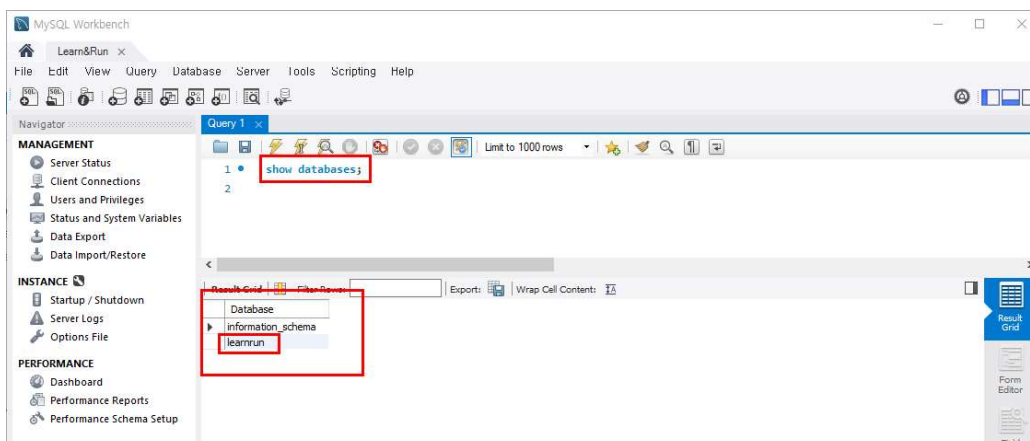 MySQL Workbench
Learn&Run
File Edit View Query Database Server Tools Scripting Help
Navigator
Query 1
MANAGEMENT
Server Status
Client Connections
Users and Privileges
Status and System Variables
Data Export
Data Import/Restore
INSTANCE
Startup / Shutdown
Server Logs
Options File
PERFORMANCE
Dashboard
Performance Reports
Performance Schema Setup
Limit to 1000 rows
1 show databases;
2
Result Grid Filter Rows: Export: Wrap Cell Content:
Database
information_schema
learnrun
Result
Grid
Form
Editor